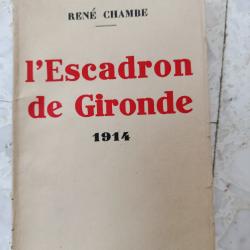 RENÉ CHAMBE
l'Escadron
de Gironde
1914